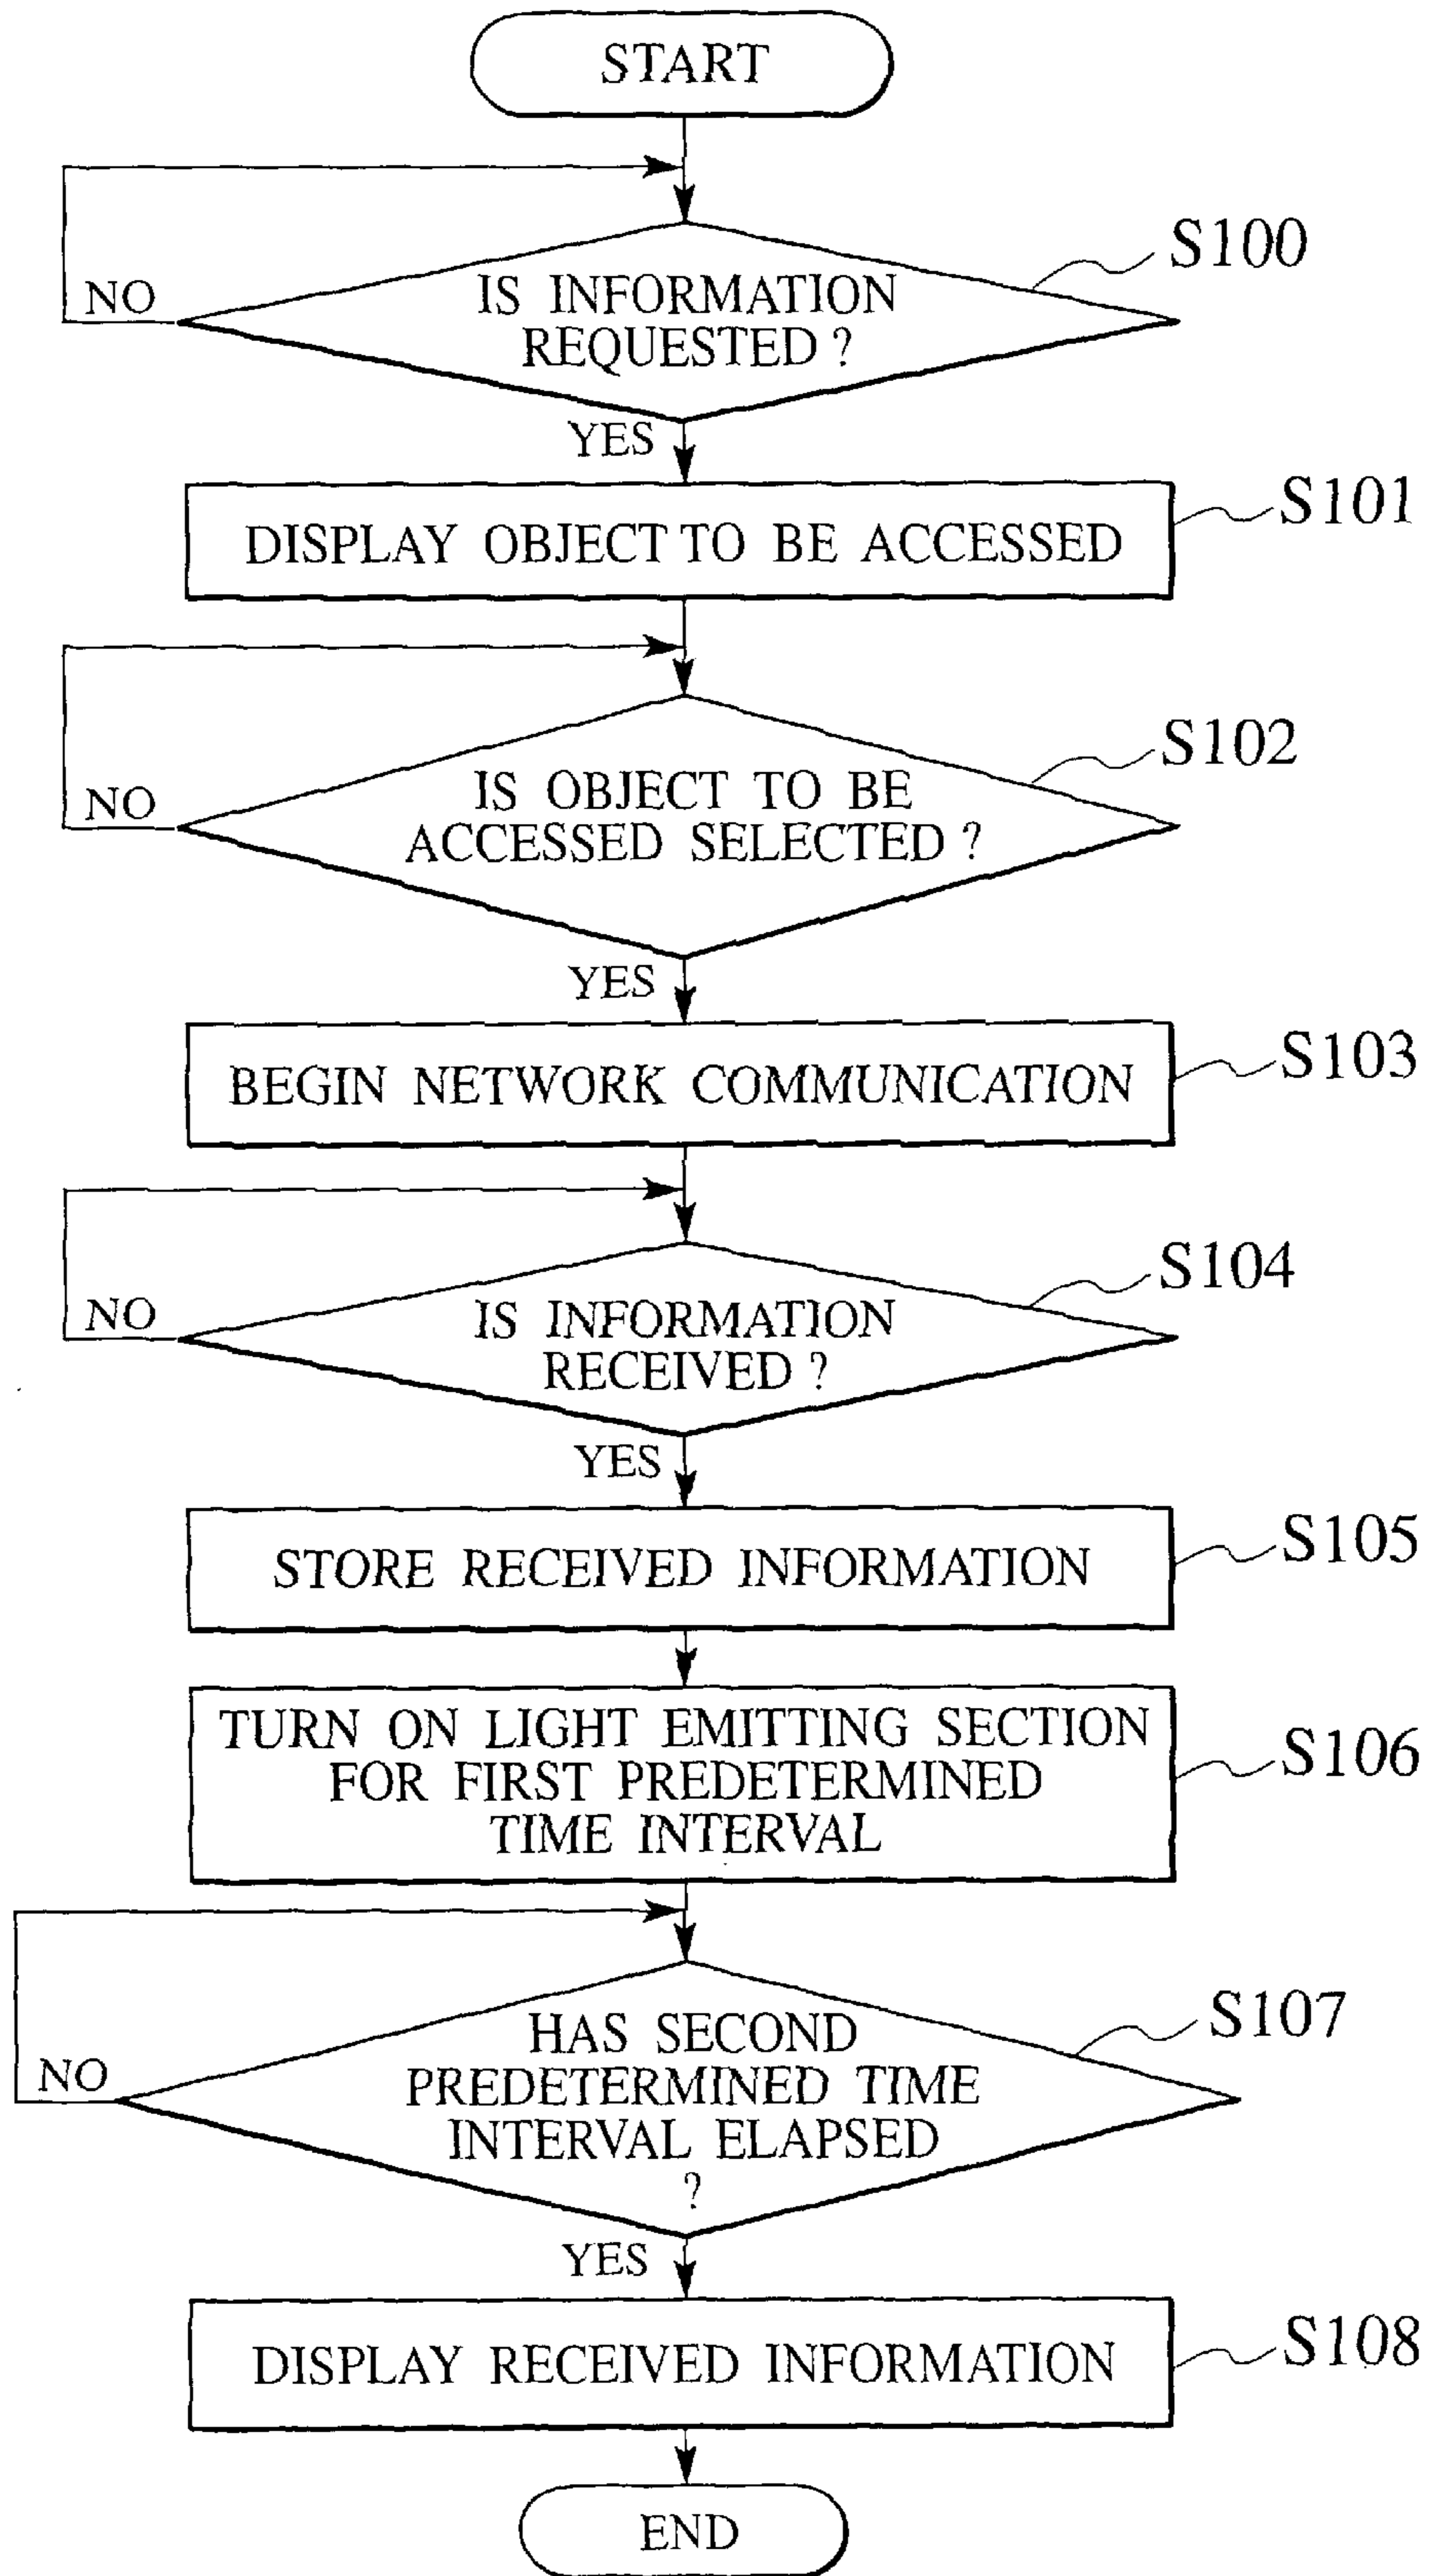 START
S100
IS INFORMATION
REQUESTED ?
NO
YES
S101
DISPLAY OBJECT TO BE ACCESSED
S102
IS OBJECT TO BE
ACCESSED SELECTED ?
NO
YES
S103
BEGIN NETWORK COMMUNICATION
S104
IS INFORMATION
RECEIVED ?
NO
YES
S105
STORE RECEIVED INFORMATION
S106
TURN ON LIGHT EMITTING SECTION
FOR FIRST PREDETERMINED
TIME INTERVAL
S107
HAS SECOND
PREDETERMINED TIME
INTERVAL ELAPSED
?
NO
YES
S108
DISPLAY RECEIVED INFORMATION
END